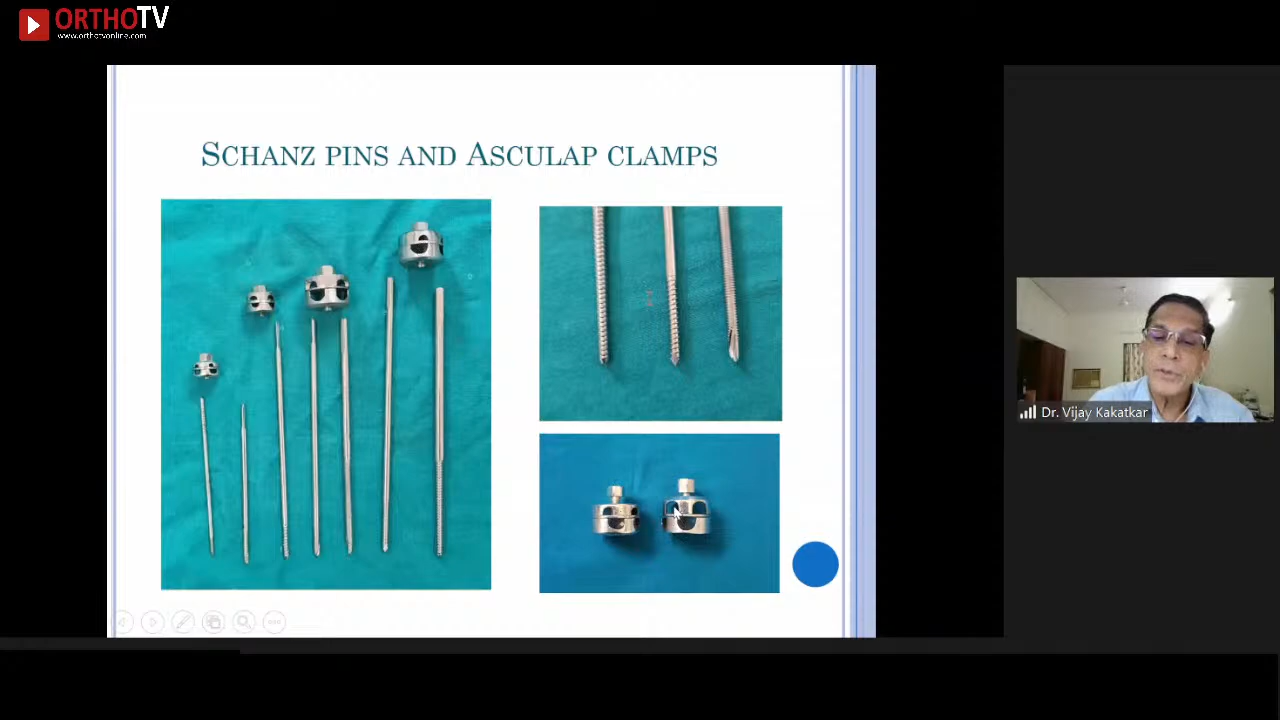 ORTHOTV
www.orthotvonline.com
SCHANZ PINS AND ASCULAP CLAMPS
Dr. Vijay Kakatkar